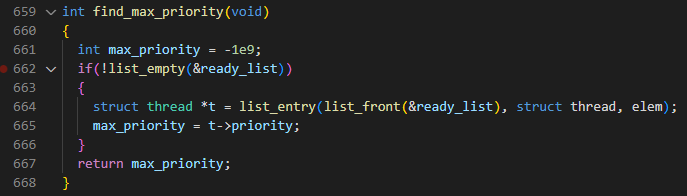 659 int find_max_priority(void)
660 {
661 int max_priority = -1e9;
662 if(!list_empty(&ready_list))
663 {
664 struct thread *t = list_entry(list_front(&ready_list), struct thread, elem);
665 max_priority = t->priority;
666 }
667 return max_priority;
668 }